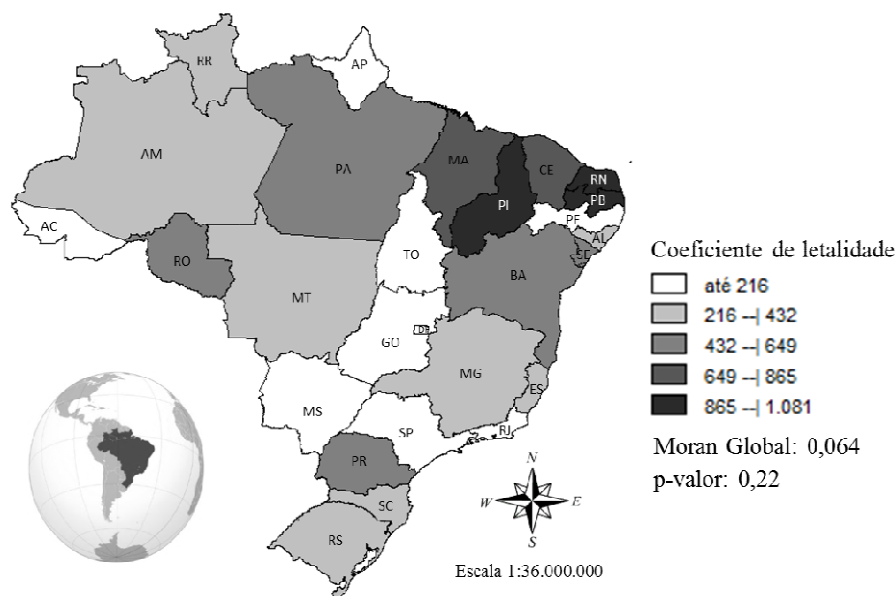 RR
AP
AM
PA
MA
CE
RN
PB
PI
PE
AL
SE
AC
RO
TO
BA
MT
DF
GO
MG
ES
MS
SP
RJ
PR
SC
RS
Coeficiente de letalidade
até 216
216 --| 432
432 --| 649
649 --| 865
865 --| 1.081
Moran Global: 0,064
p-valor: 0,22
N
W
E
S
Escala 1:36.000.000